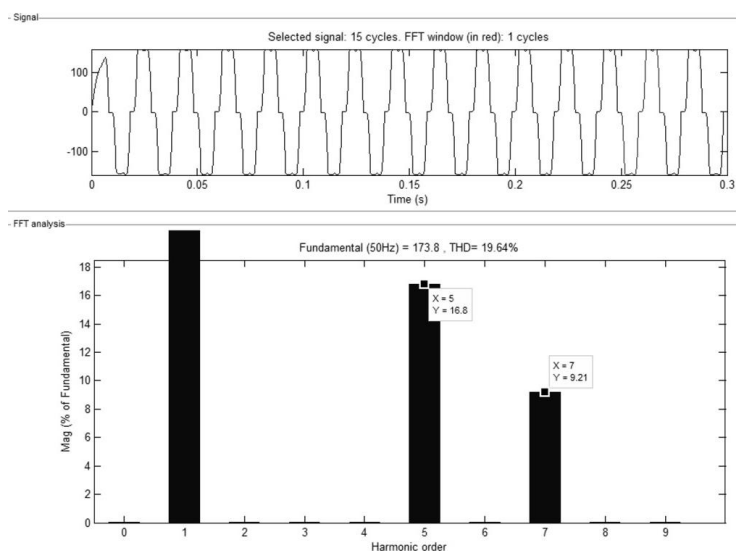 Signal
Selected signal: 15 cycles. FFT window (in red): 1 cycles
100
0
-100
0 0.05 0.1 0.15 0.2 0.25 0.3
Time (s)
FFT analysis
Fundamental (50Hz) = 173.8 , THD= 19.64%
18
16
14
12
10
8
6
4
2
0
Mag (% of Fundamental)
X = 5
Y = 16.8
X = 7
Y = 9.21
0 1 2 3 4 5 6 7 8 9
Harmonic order